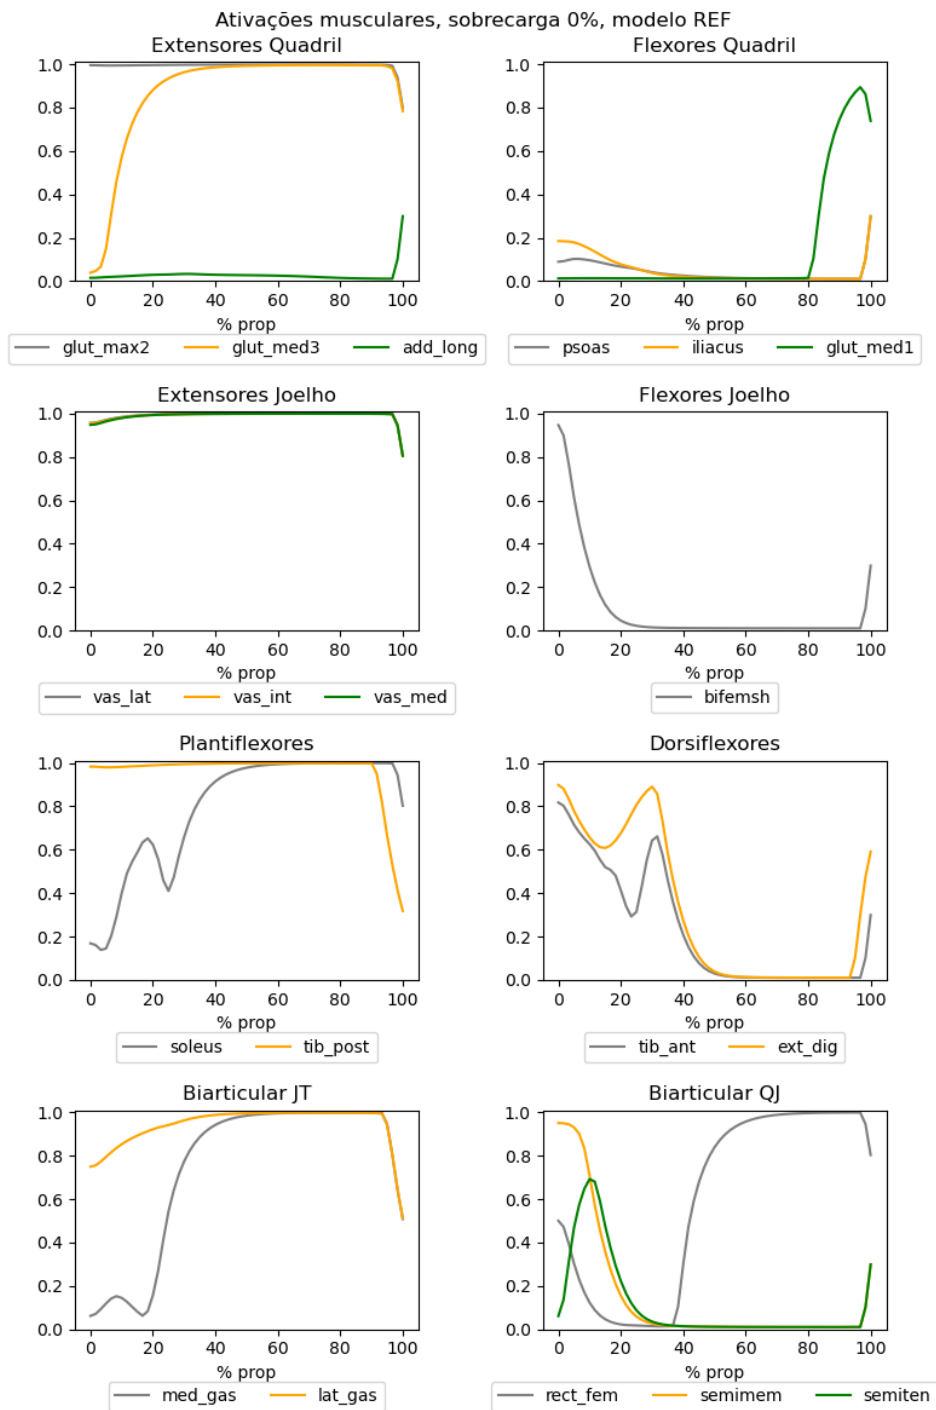 Ativações musculares, sobrecarga 0%, modelo REF
Extensores Quadril
1.0
0.8
0.6
0.4
0.2
0.0
0 20 40 60 80 100
% prop
glut_max2 glut_med3 add_long
Flexores Quadril
1.0
0.8
0.6
0.4
0.2
0.0
0 20 40 60 80 100
% prop
psoas iliacus glut_med1
Extensores Joelho
1.0
0.8
0.6
0.4
0.2
0.0
0 20 40 60 80 100
% prop
vas_lat vas_int vas_med
Flexores Joelho
1.0
0.8
0.6
0.4
0.2
0.0
0 20 40 60 80 100
% prop
bifemsh
Plantiflexores
1.0
0.8
0.6
0.4
0.2
0.0
0 20 40 60 80 100
% prop
soleus tib_post
Dorsiflexores
1.0
0.8
0.6
0.4
0.2
0.0
0 20 40 60 80 100
% prop
tib_ant ext_dig
Biarticular JT
1.0
0.8
0.6
0.4
0.2
0.0
0 20 40 60 80 100
% prop
med_gas lat_gas
Biarticular QJ
1.0
0.8
0.6
0.4
0.2
0.0
0 20 40 60 80 100
% prop
rect_fem semimem semiten